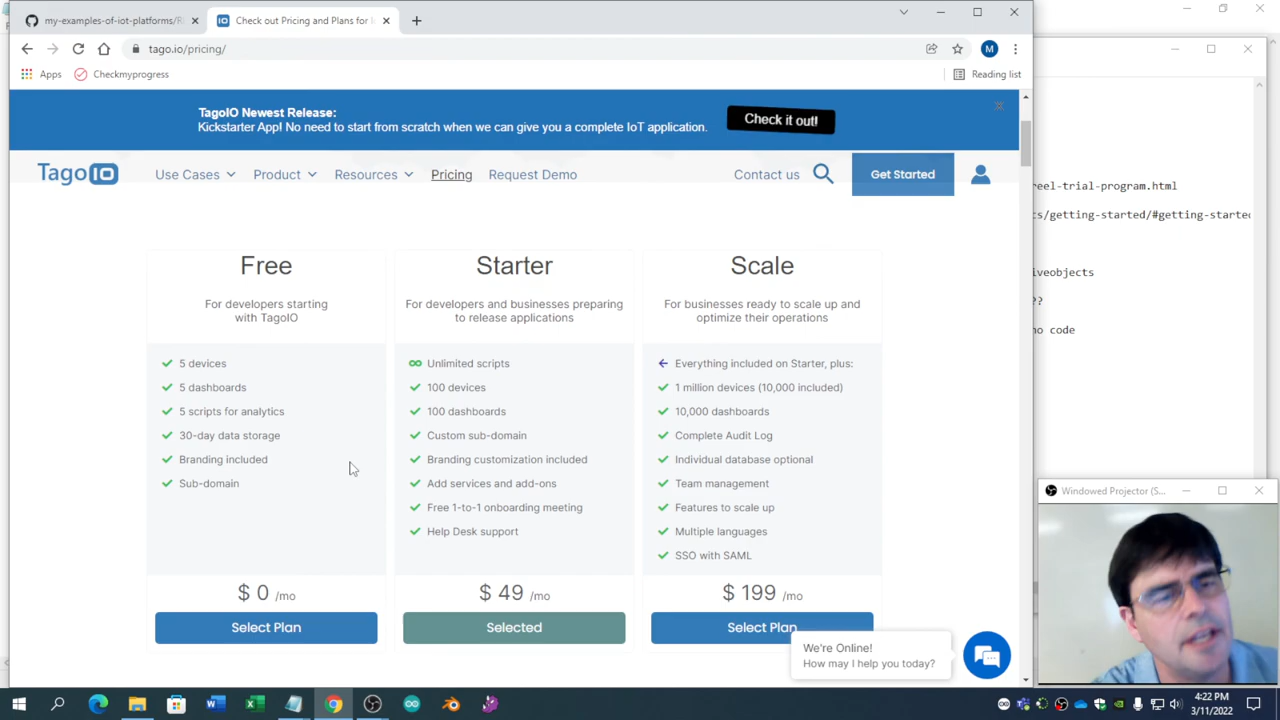 my-examples-of-iot-platforms/R
Check out Pricing and Plans for I
tago.io/pricing/
M
Apps
Checkmyprogress
Reading list
TagoIO Newest Release:
Kickstarter App! No need to start from scratch when we can give you a complete IoT application.
Check it out!
Tago IO
Use Cases
Product
Resources
Pricing
Request Demo
Contact us
Get Started
Free
For developers starting
with TagoIO
5 devices
5 dashboards
5 scripts for analytics
30-day data storage
Branding included
Sub-domain
$ 0 /mo
Select Plan
Starter
For developers and businesses preparing
to release applications
Unlimited scripts
100 devices
100 dashboards
Custom sub-domain
Branding customization included
Add services and add-ons
Free 1-to-1 onboarding meeting
Help Desk support
$ 49 /mo
Selected
Scale
For businesses ready to scale up and
optimize their operations
Everything included on Starter, plus:
1 million devices (10,000 included)
10,000 dashboards
Complete Audit Log
Individual database optional
Team management
Features to scale up
Multiple languages
SSO with SAML
$ 199 /mo
Select Plan
We're Online!
How may I help you today?
reel-trial-program.html
ts/getting-started/#getting-started
iveobjects
??
no code
Windowed Projector (S...
4:22 PM
3/11/2022